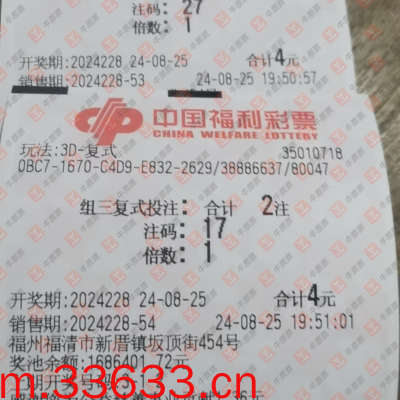 注码: 27
倍数: 1
开奖期:2024228 24-08-25 合计4元
销售期:2024228-53 24-08-25 19:50:57
中国福利彩票
CHINA WELFARE LOTTERY
玩法:3D-复式 35010718
0BC7-1670-C4D9-E832-2629/38886637/80047
组三复式投注: 合计 2注
注码: 17
倍数: 1
开奖期:2024228 24-08-25 合计4元
销售期:2024228-54 24-08-25 19:51:01
福州福清市新厝镇坂顶街454号
奖池余额:1686401.72元
m.33633.cn